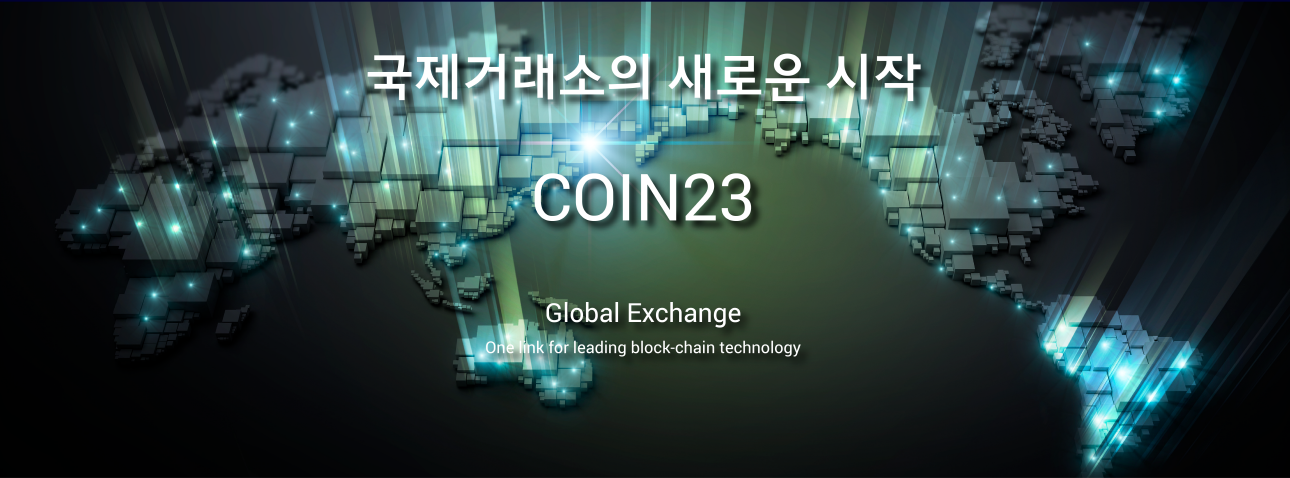 국제거래소의 새로운 시작
COIN23
Global Exchange
One link for leading block-chain technology